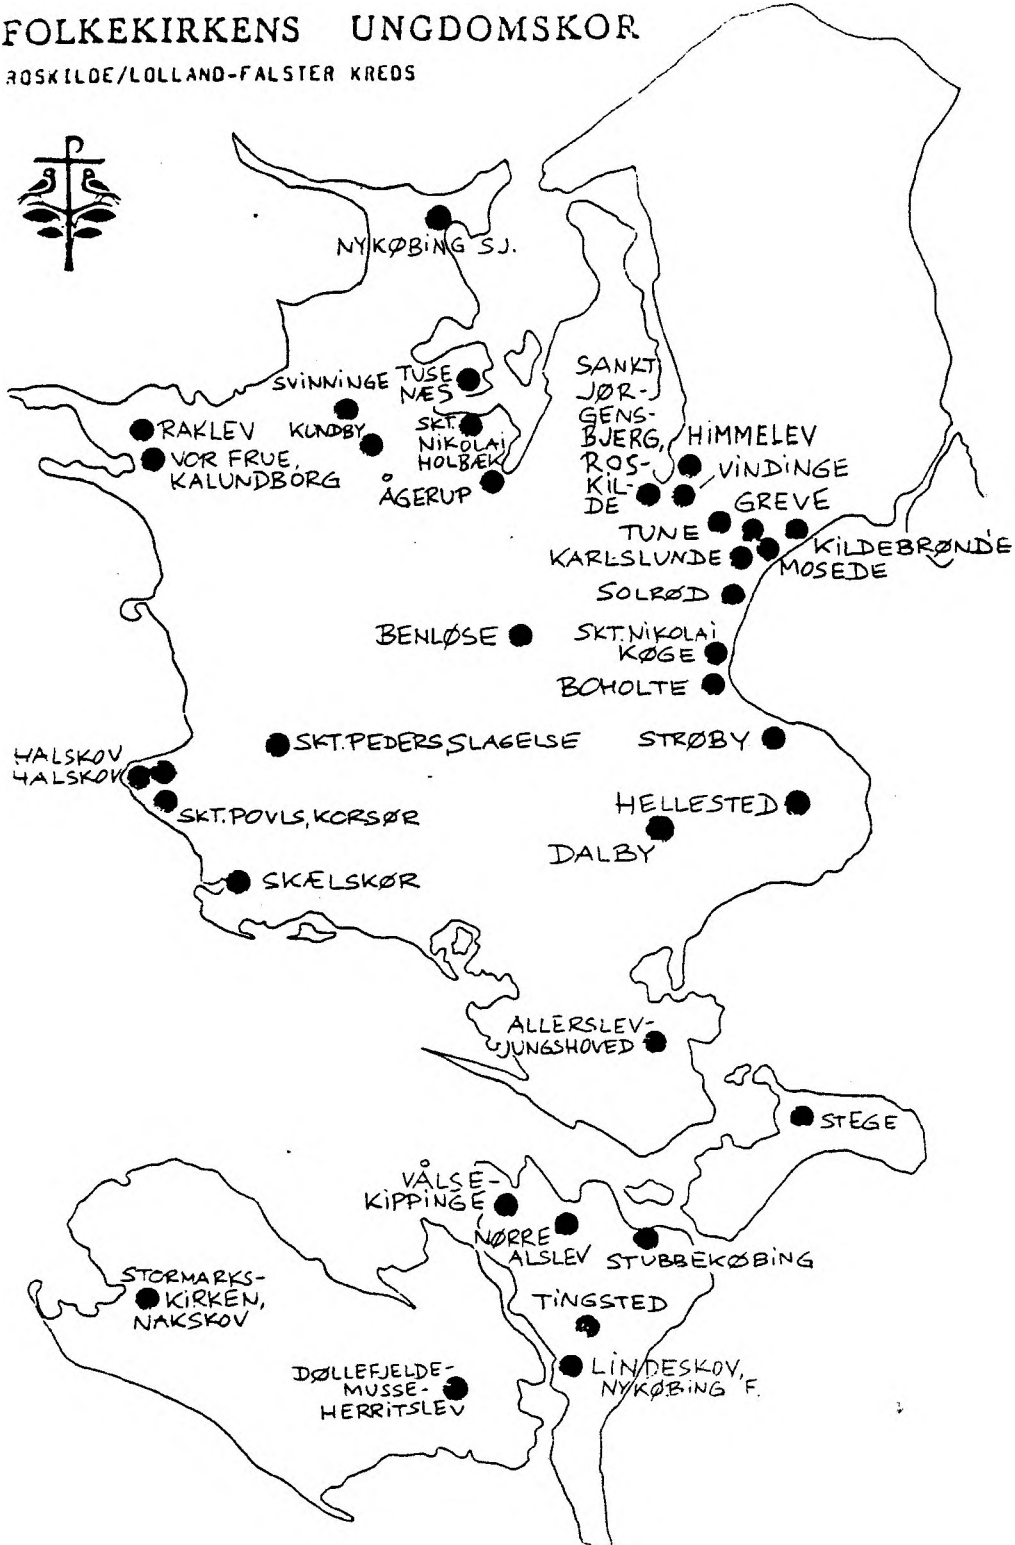 FOLKEKIRKENS UNGDOMSKOR
ROSKILDE/LOLLAND-FALSTER KREDS
NYKØBING SJ.
SVINNINGE
TUSE
NÆS
SANKT
JØR-
GENS-
BJERG,
ROS-
KIL-
DE
RAKLEV
KUNDBY
SKT.
NIKOLAI
HOLBÆK
HIMMELEV
VOR FRUE,
KALUNDBORG
ÅGERUP
VINDINGE
GREVE
TUNE
KILDEBRØNDE
KARLSLUNDE
MOSEDE
SOLRØD
BENLØSE
SKT. NIKOLAI
KØGE
BOHOLTE
HALSKOV
HALSKOV
SKT. PEDERS, SLAGELSE
STRØBY
SKT. POVLS, KORSØR
HELLESTED
DALBY
SKÆLSKØR
ALLERSLEV-
JUNGSHOVED
STEGE
VÅLSE-
KIPPINGE
NØRRE
ALSLEV
STUBBEKØBING
STORMARKS-
KIRKEN,
NAKSKOV
TINGSTED
DØLLEFJELDE-
MUSSE-
HERRITSLEV
LINDESKOV,
NYKØBING F.